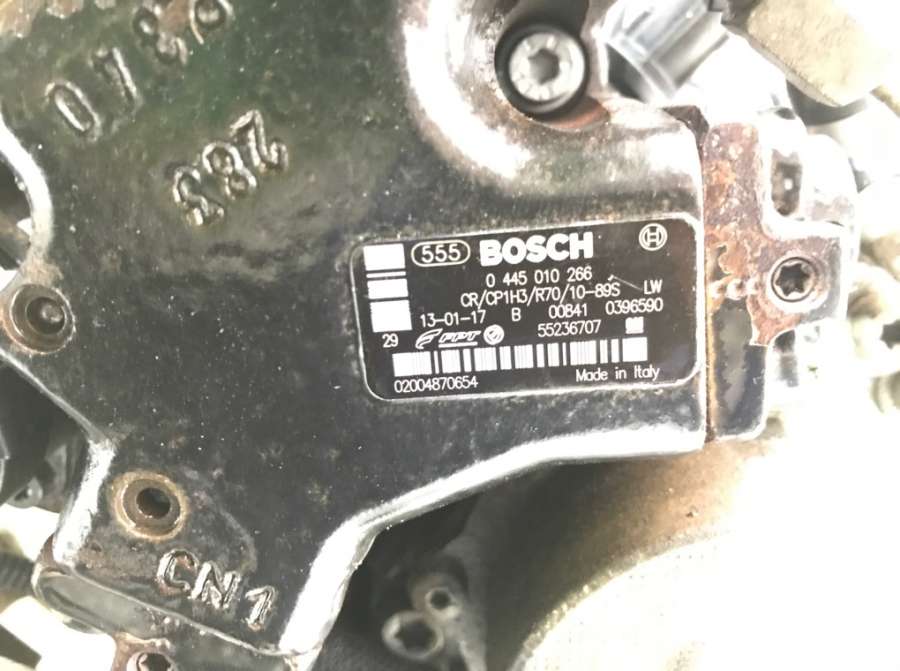 283
555 BOSCH
0 445 010 266
CR/CP1H3/R70/10-89S LW
13-01-17 B 00841 0396590
29 FPT 55236707
02004870654 Made in Italy
CN1